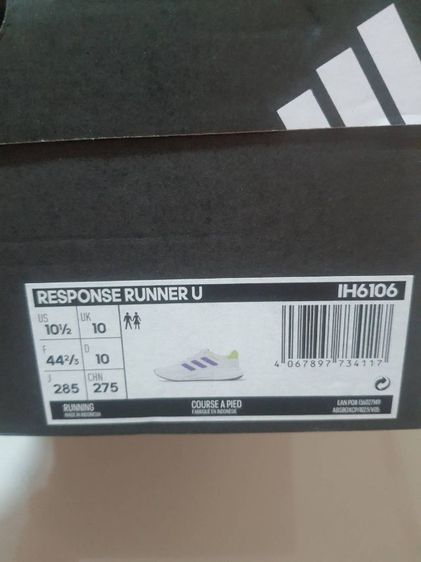 RESPONSE RUNNER U IH6106
US 10½ UK 10
F 44⅔ D 10
J 285 CHN 275
4 067897 734117
RUNNING COURSE A PIED
MADE IN INDONESIA FABRIQUE EN INDONESIE